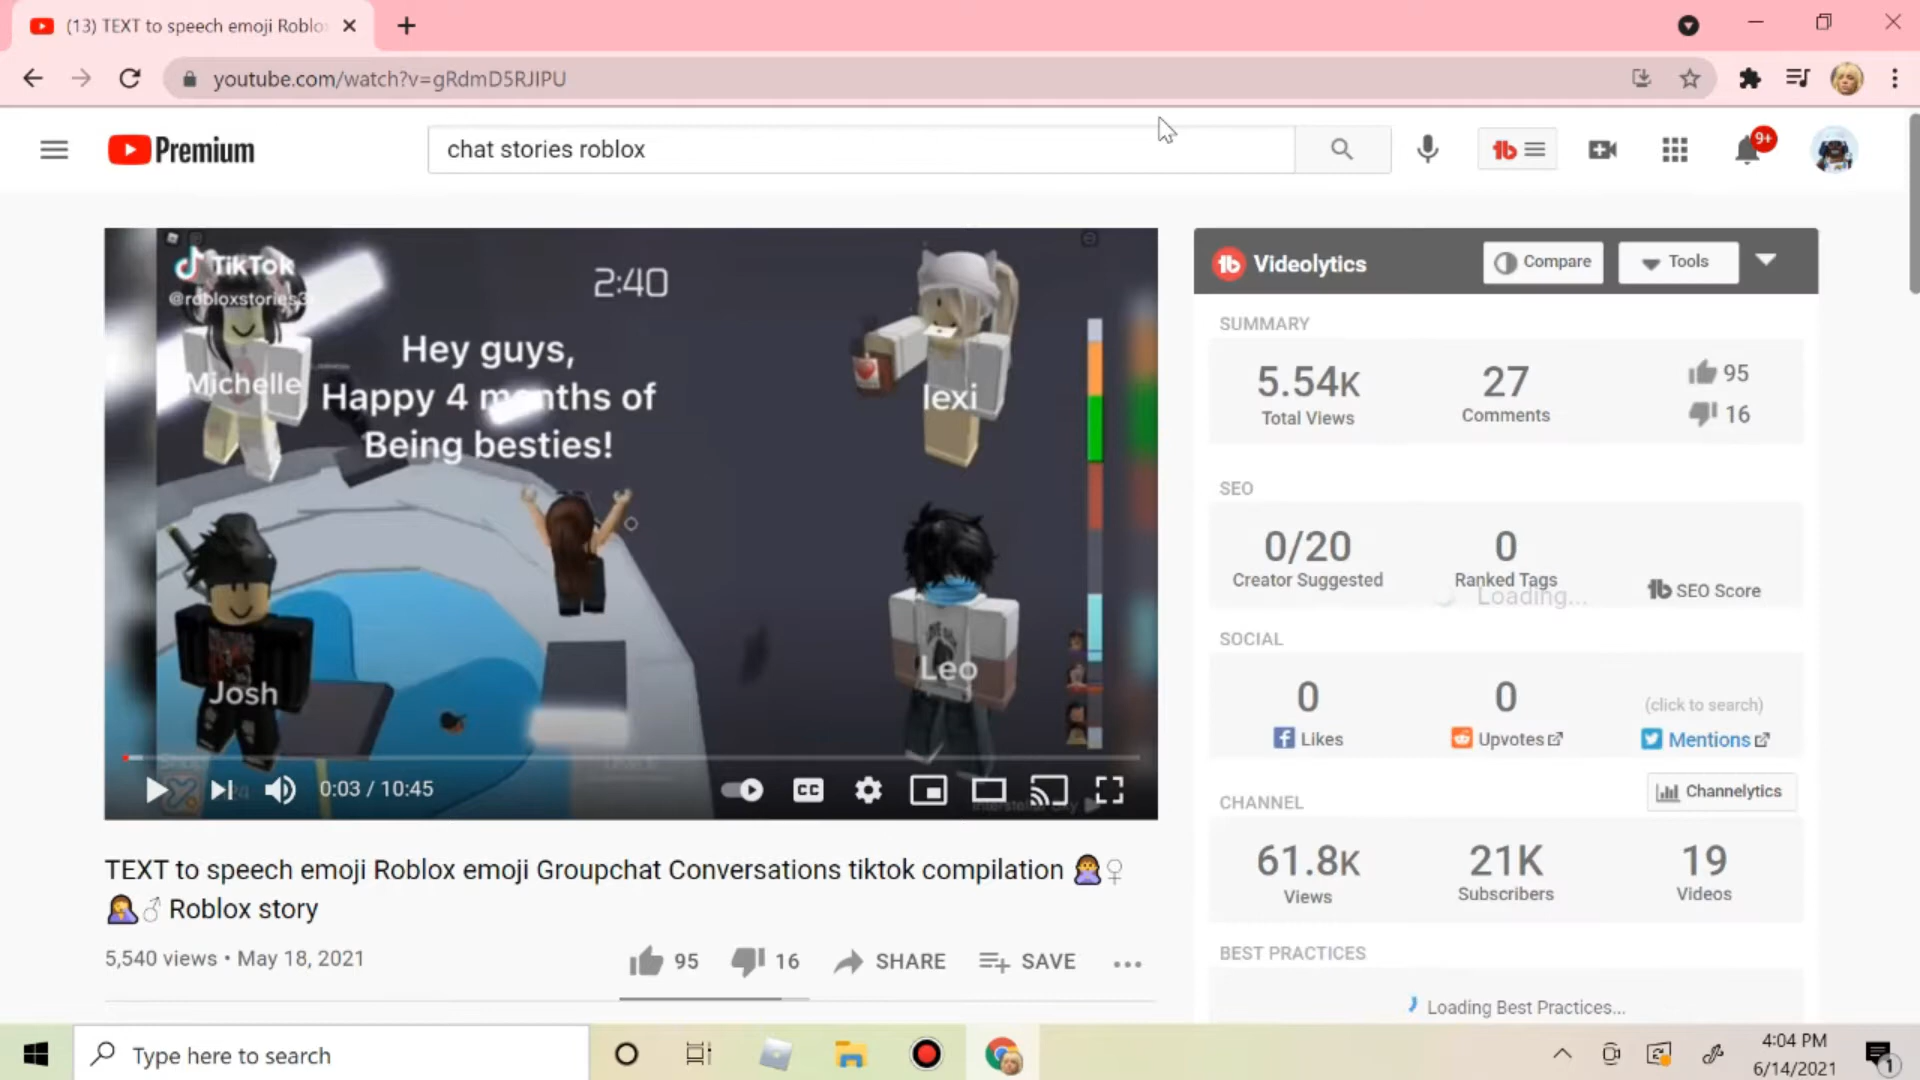 (13) TEXT to speech emoji Roblo
youtube.com/watch?v=gRdmD5RJIPU
Premium
chat stories roblox
9+
TikTok
@robloxstories3
2:40
Hey guys,
Happy 4 months of
Being besties!
Michelle
lexi
Josh
Leo
0:03 / 10:45
CC
TEXT to speech emoji Roblox emoji Groupchat Conversations tiktok compilation 🙎♀
🤦♂ Roblox story
5,540 views • May 18, 2021
95
16
SHARE
SAVE
Videolytics
Compare
Tools
SUMMARY
5.54K
Total Views
27
Comments
95
16
SEO
0/20
Creator Suggested
0
Ranked Tags
Loading...
SEO Score
SOCIAL
0
Likes
0
Upvotes
(click to search)
Mentions
CHANNEL
Channelytics
61.8K
Views
21K
Subscribers
19
Videos
BEST PRACTICES
Loading Best Practices...
Type here to search
4:04 PM
6/14/2021
1